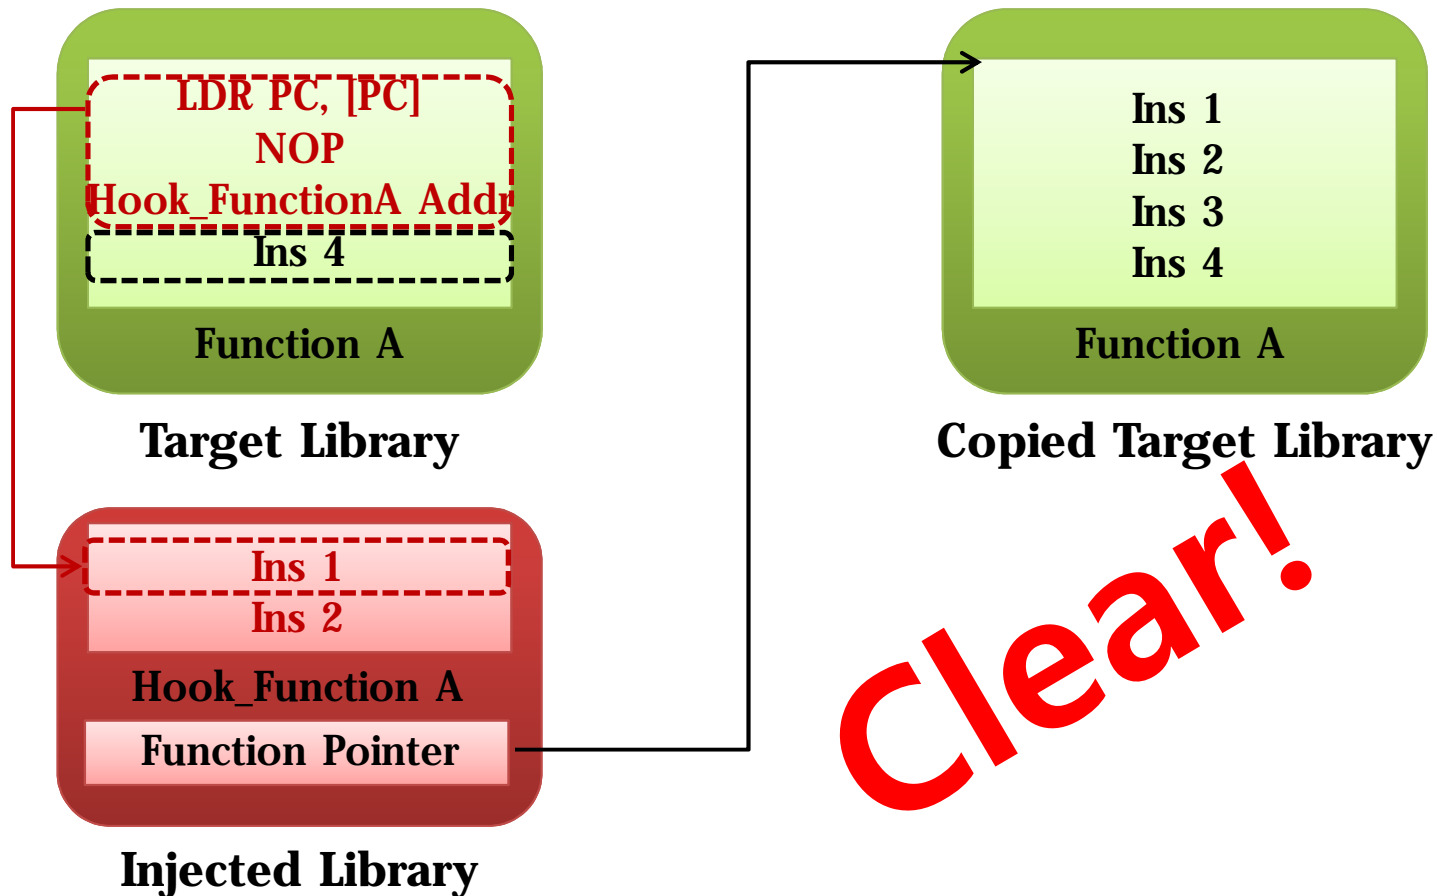 LDR PC, [PC]
NOP
Hook_FunctionA Addr
Ins 4
Function A
Target Library
Ins 1
Ins 2
Ins 3
Ins 4
Function A
Copied Target Library
Ins 1
Ins 2
Hook_Function A
Function Pointer
Injected Library
Clear!